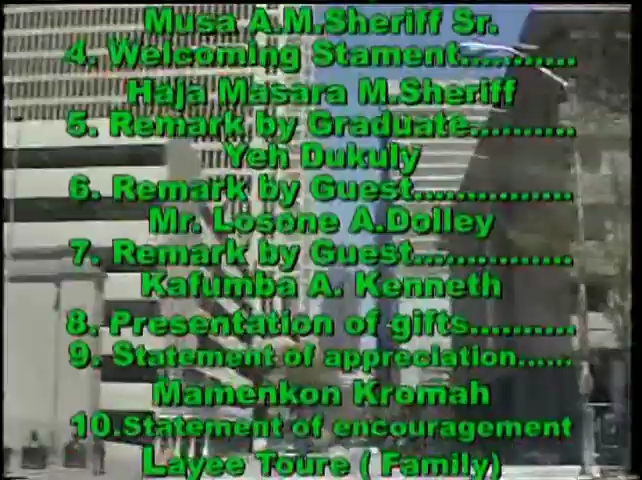 Musa A.M.Sheriff Sr.
4. Welcoming Stament...........
Haja Masara M.Sheriff
5. Remark by Graduate..........
Yeh Dukuly
6. Remark by Guest...............
Mr. Losone A.Dolley
7. Remark by Guest...............
Kafumba A. Kenneth
8. Presentation of gifts..........
9. Statement of appreciation......
Mamenkon Kromah
10.Statement of encouragement
Layee Toure ( Family)